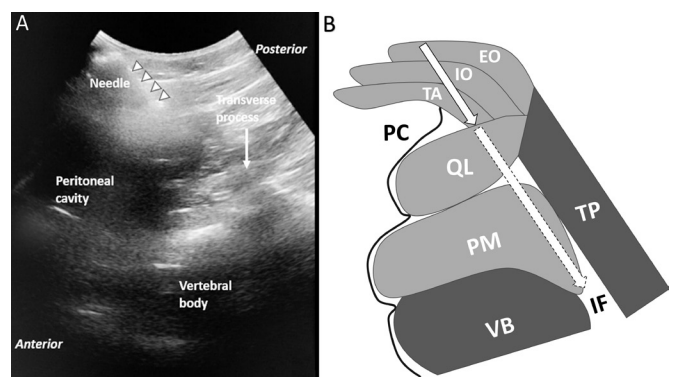 A
Posterior
Needle
Transverse
process
Peritoneal
cavity
Vertebral
body
Anterior
B
EO
IO
TA
PC
QL
TP
PM
IF
VB